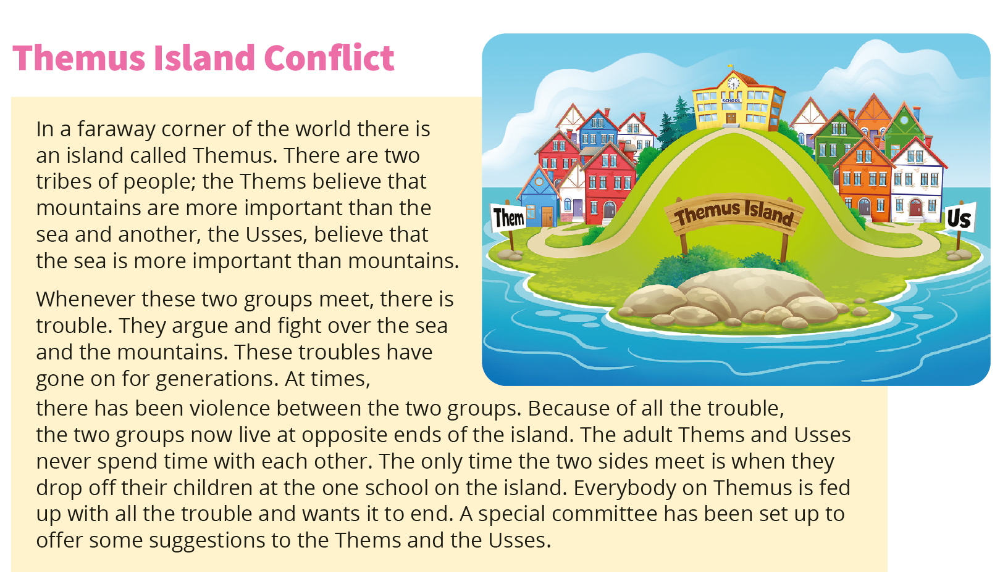 Themus Island Conflict
In a faraway corner of the world there is
an island called Themus. There are two
tribes of people; the Thems believe that
mountains are more important than the
sea and another, the Usses, believe that
the sea is more important than mountains.
Whenever these two groups meet, there is
trouble. They argue and fight over the sea
and the mountains. These troubles have
gone on for generations. At times,
there has been violence between the two groups. Because of all the trouble,
the two groups now live at opposite ends of the island. The adult Thems and Usses
never spend time with each other. The only time the two sides meet is when they
drop off their children at the one school on the island. Everybody on Themus is fed
up with all the trouble and wants it to end. A special committee has been set up to
offer some suggestions to the Thems and the Usses.
SCHOOL
Themus Island
Them
Us